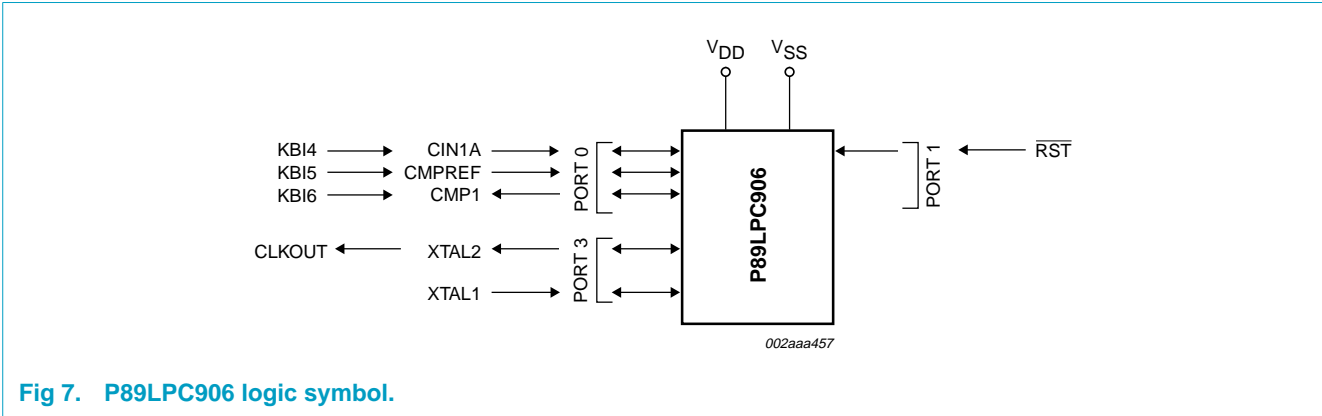 VDD VSS
KBI4 CIN1A PORT 0 PORT 1 R̅S̅T̅
KBI5 CMPREF
KBI6 CMP1
P89LPC906
CLKOUT XTAL2 PORT 3
XTAL1
002aaa457
Fig 7. P89LPC906 logic symbol.